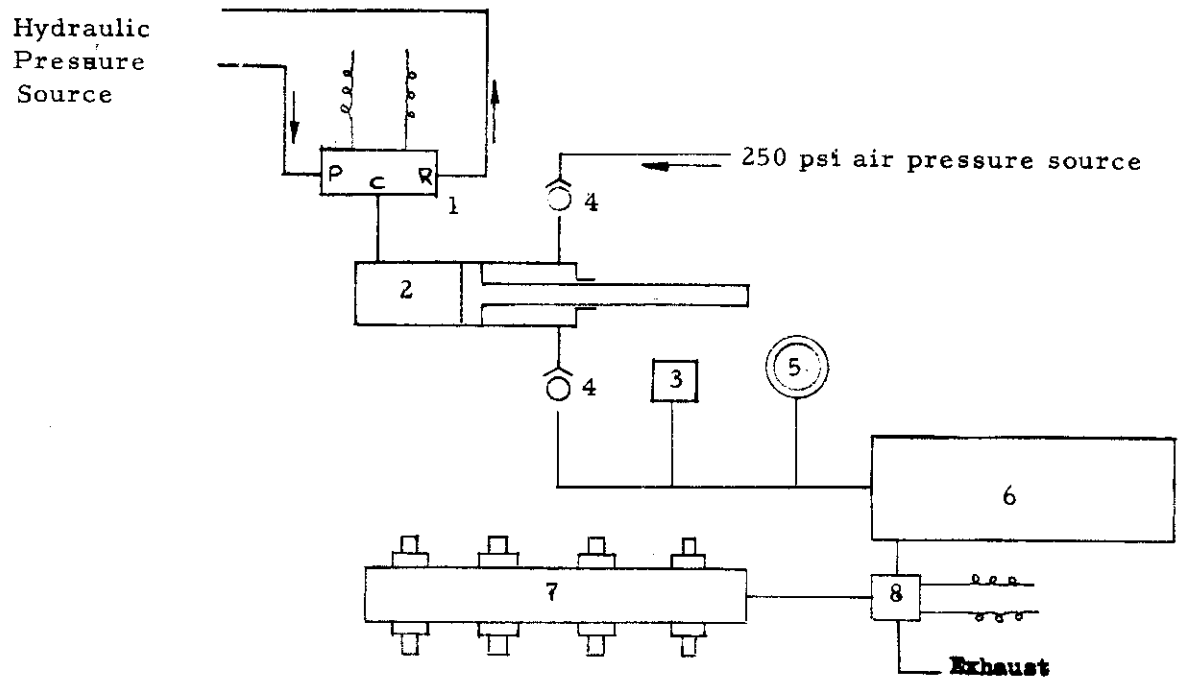 Hydraulic
Pressure
Source
250 psi air pressure source
P
C
R
1
4
2
4
3
5
6
7
8
Exhaust